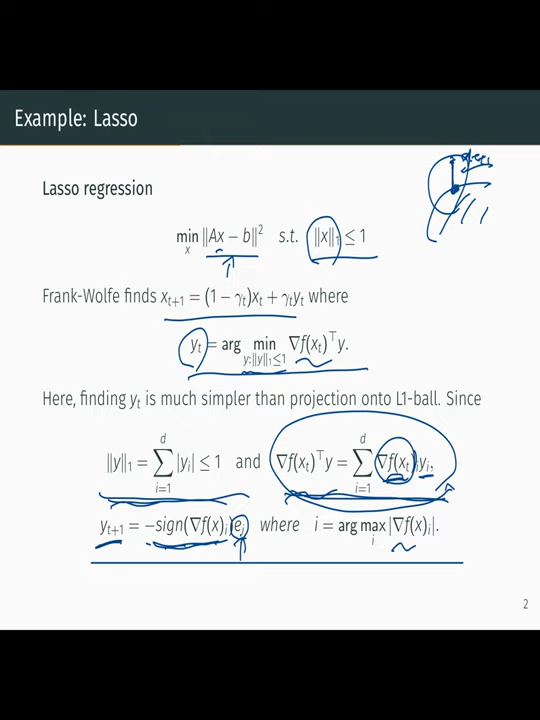 Example: Lasso
Lasso regression
min_x ‖Ax − b‖² s.t. ‖x‖₁ ≤ 1
Frank-Wolfe finds x_{t+1} = (1 − γ_t)x_t + γ_t y_t where
y_t = arg min_{y:‖y‖₁≤1} ∇f(x_t)^⊤ y.
Here, finding y_t is much simpler than projection onto L1-ball. Since
‖y‖₁ = ∑_{i=1}^{d} |y_i| ≤ 1 and ∇f(x_t)^⊤ y = ∑_{i=1}^{d} ∇f(x_t)_i y_i,
y_{t+1} = −sign(∇f(x)_i)e_i where i = arg max_i |∇f(x)_i|.
2